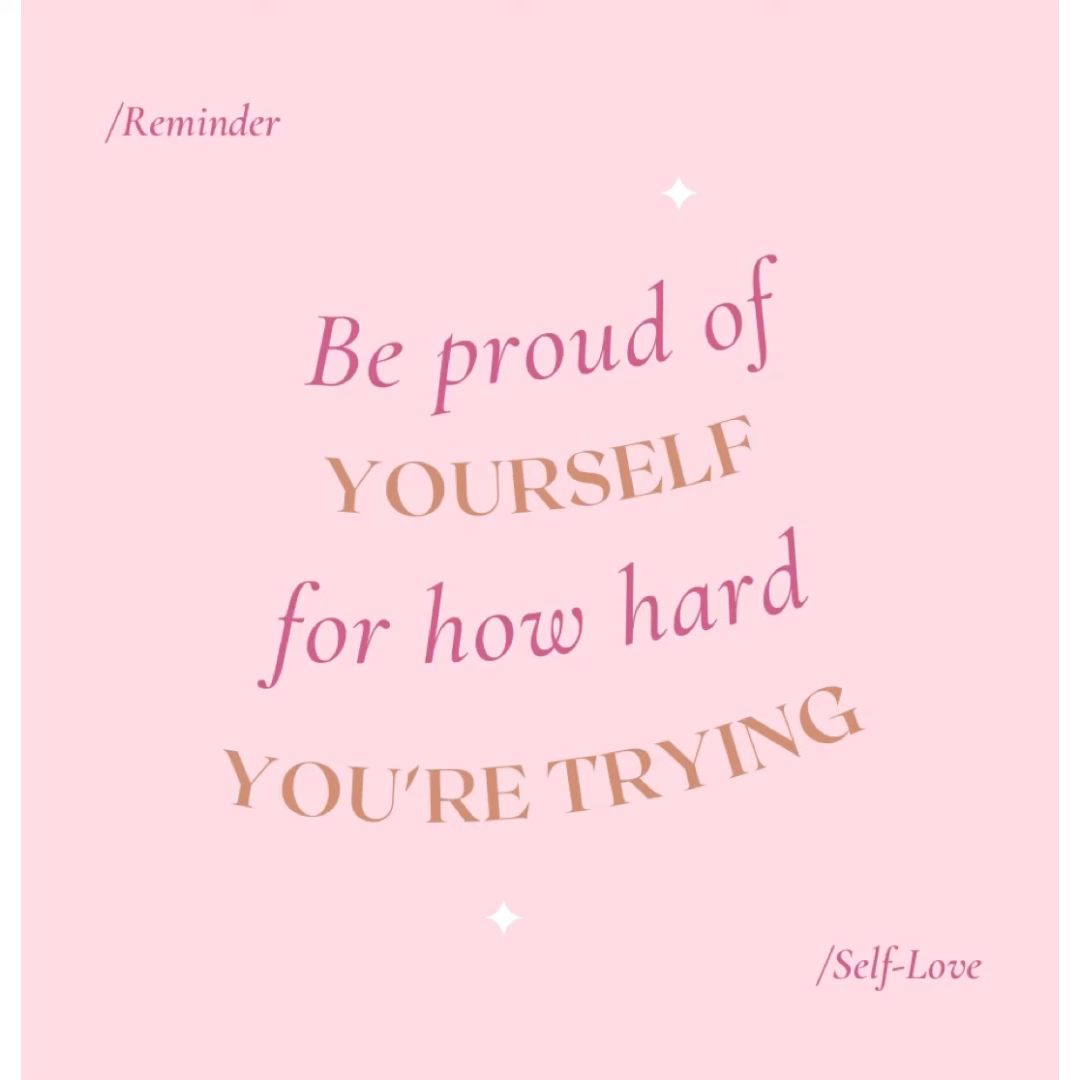 /Reminder
Be proud of
YOURSELF
for how hard
YOU'RE TRYING
/Self-Love